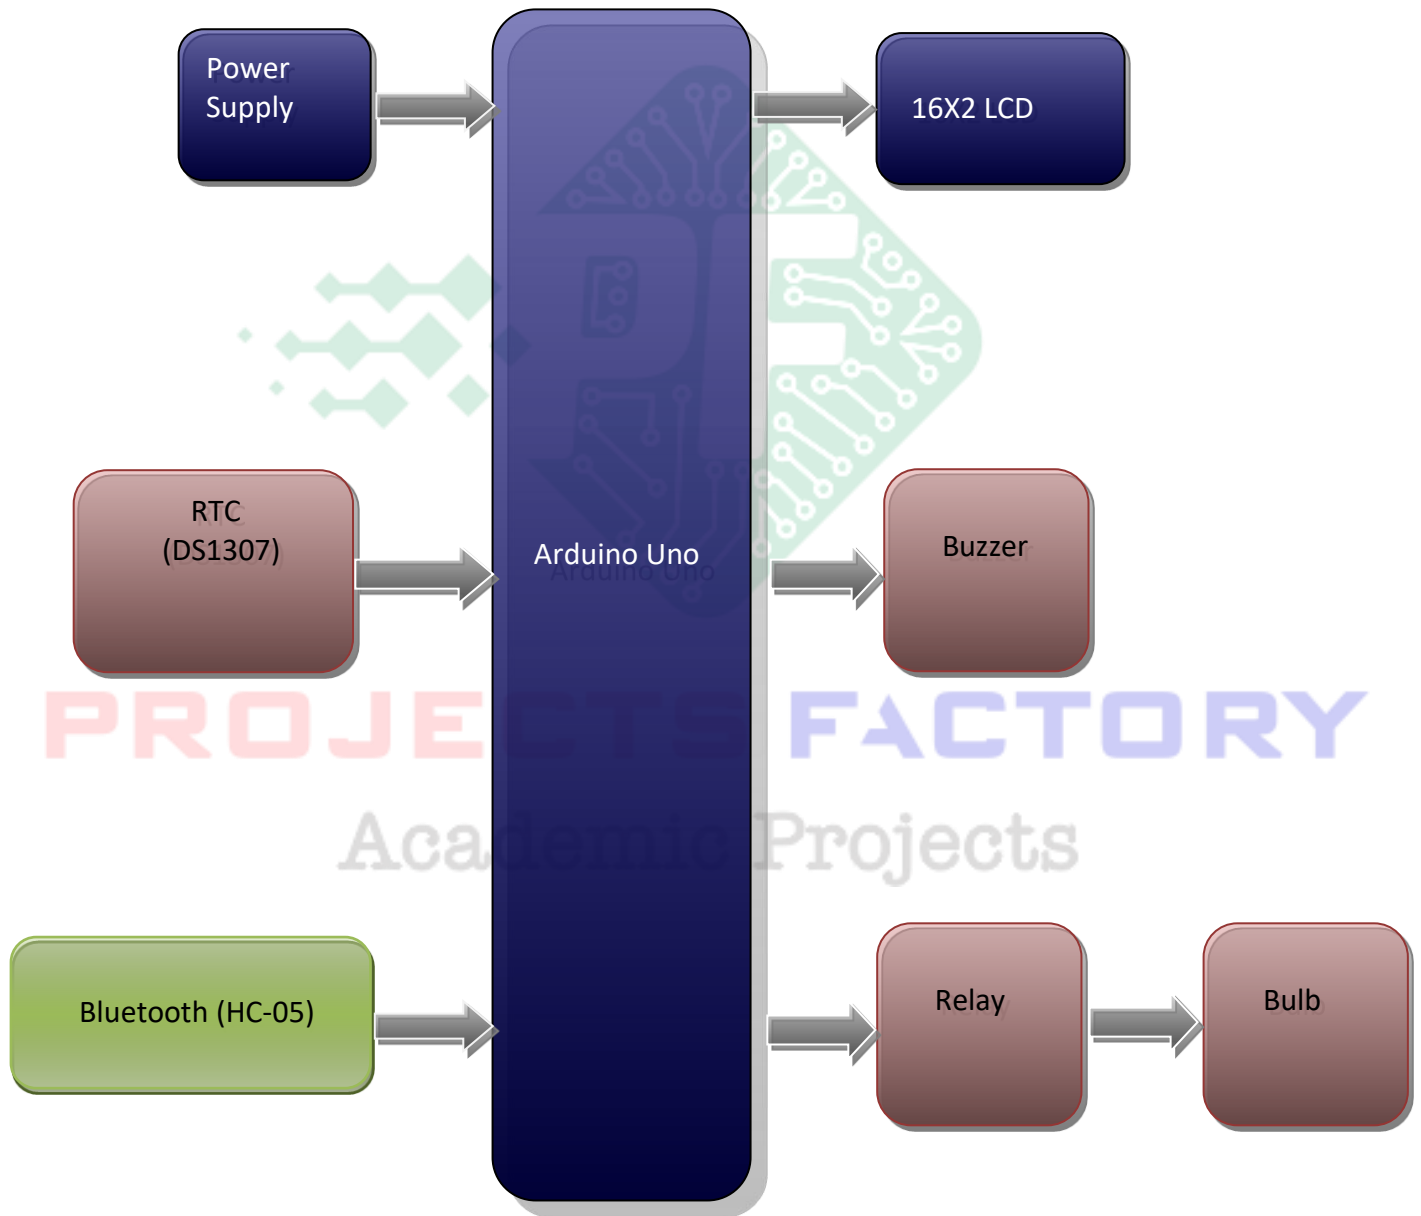 Power
Supply
16X2 LCD
RTC
(DS1307)
Arduino Uno
Buzzer
PROJECTS FACTORY
Academic Projects
Bluetooth (HC-05)
Relay
Bulb